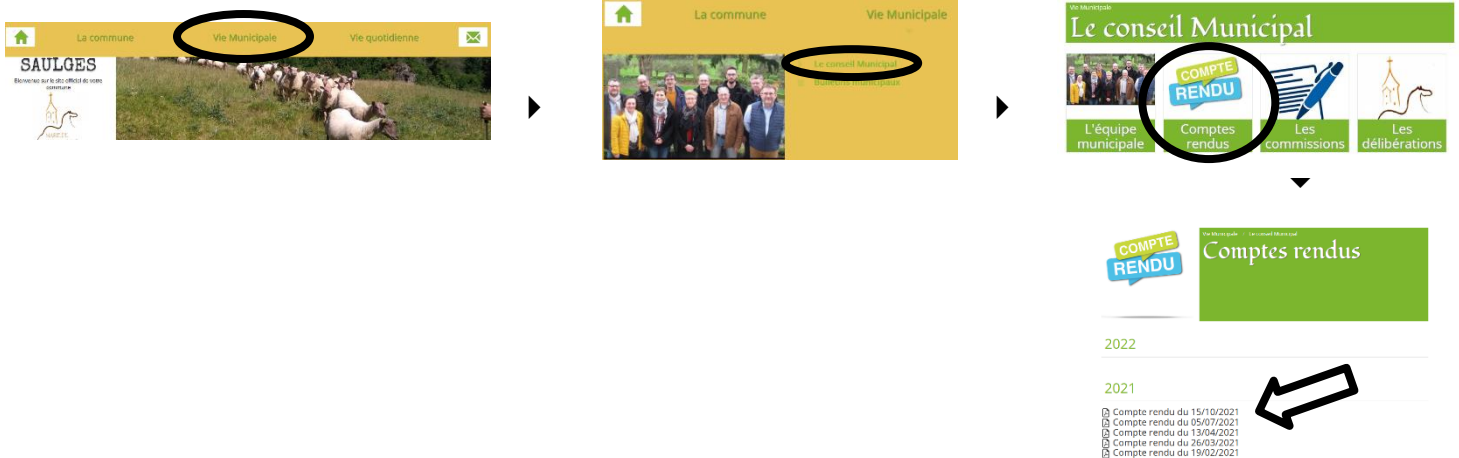 La commune
Vie Municipale
Vie quotidienne
SAULGES
Bienvenue sur le site officiel de votre
commune
La commune
Vie Municipale
Le conseil Municipal
Bulletins municipaux
Vie Municipale
Le conseil Municipal
COMPTE
RENDU
L'équipe
municipale
Comptes
rendus
Les
commissions
Les
délibérations
COMPTE
RENDU
Vie Municipale
Le conseil Municipal
Comptes rendus
2022
2021
Compte rendu du 15/10/2021
Compte rendu du 05/07/2021
Compte rendu du 13/04/2021
Compte rendu du 26/03/2021
Compte rendu du 19/02/2021